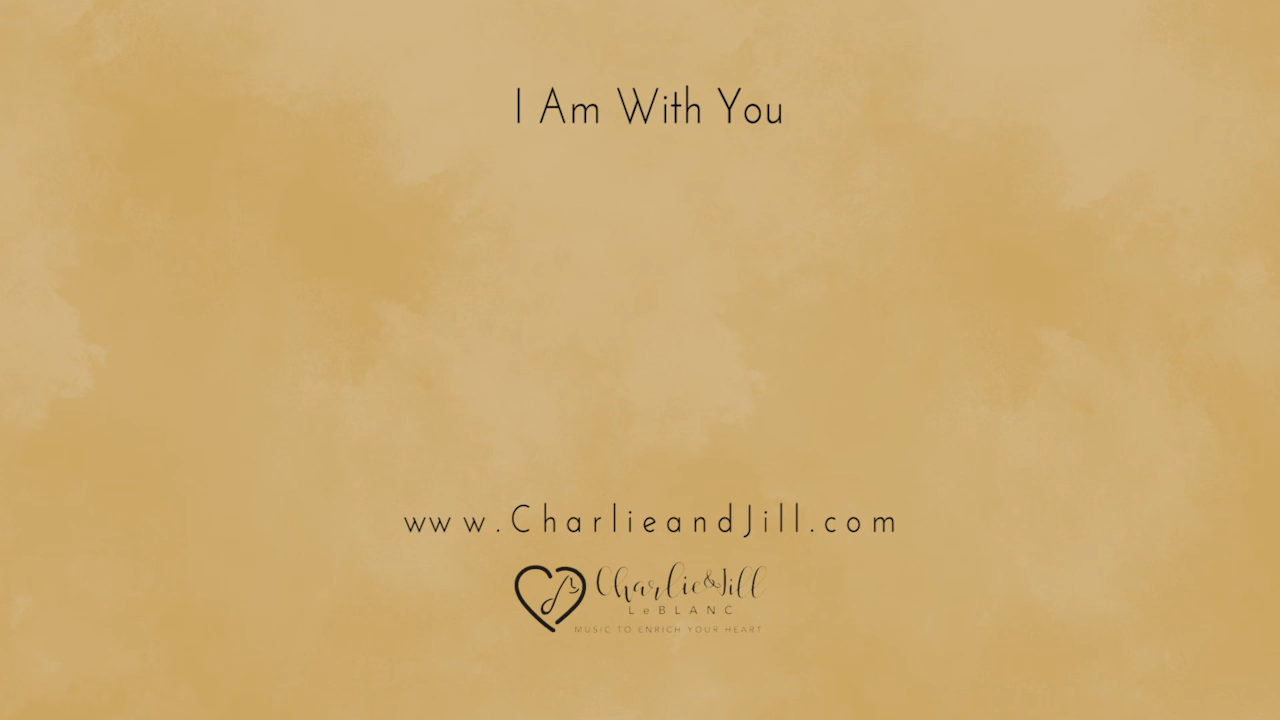 I Am With You
www.CharlieandJill.com
Charlie & Jill
LeBLANC
MUSIC TO ENRICH YOUR HEART